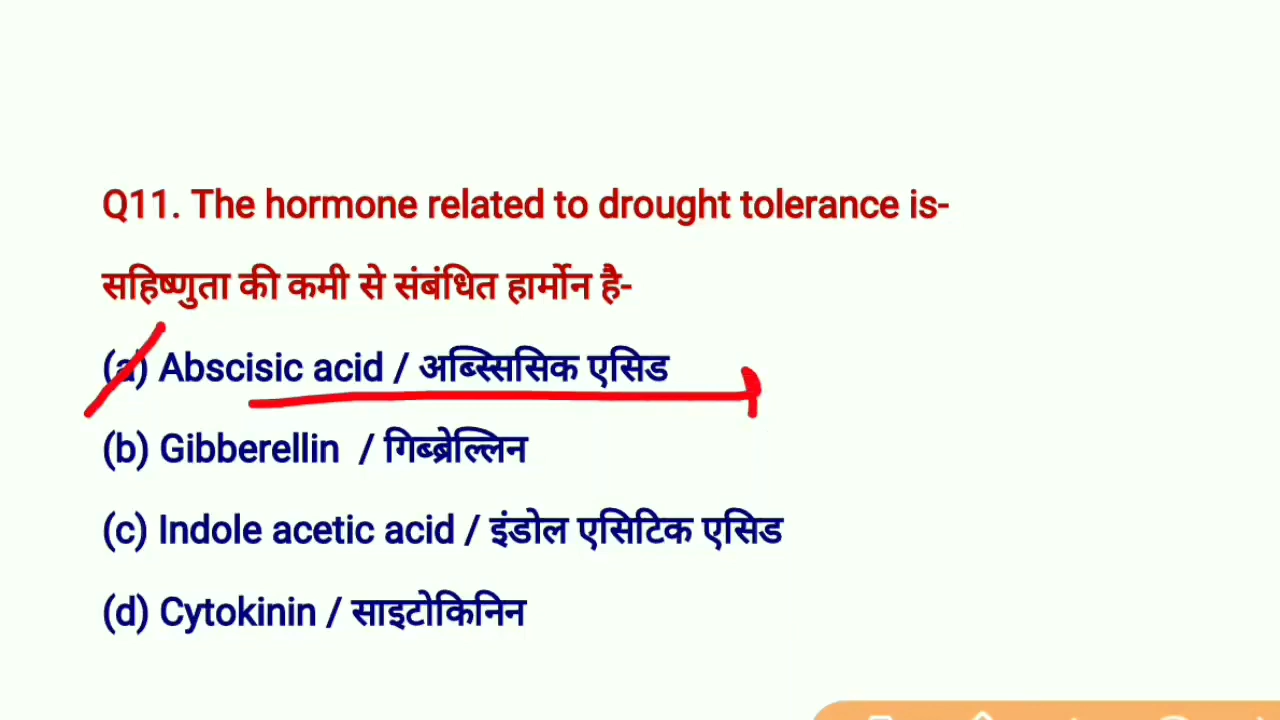 Q11. The hormone related to drought tolerance is-
सहिष्णुता की कमी से संबंधित हार्मोन है-
(a) Abscisic acid / अब्स्सिसिक एसिड
(b) Gibberellin / गिब्ब्रेल्लिन
(c) Indole acetic acid / इंडोल एसिटिक एसिड
(d) Cytokinin / साइटोकिनिन